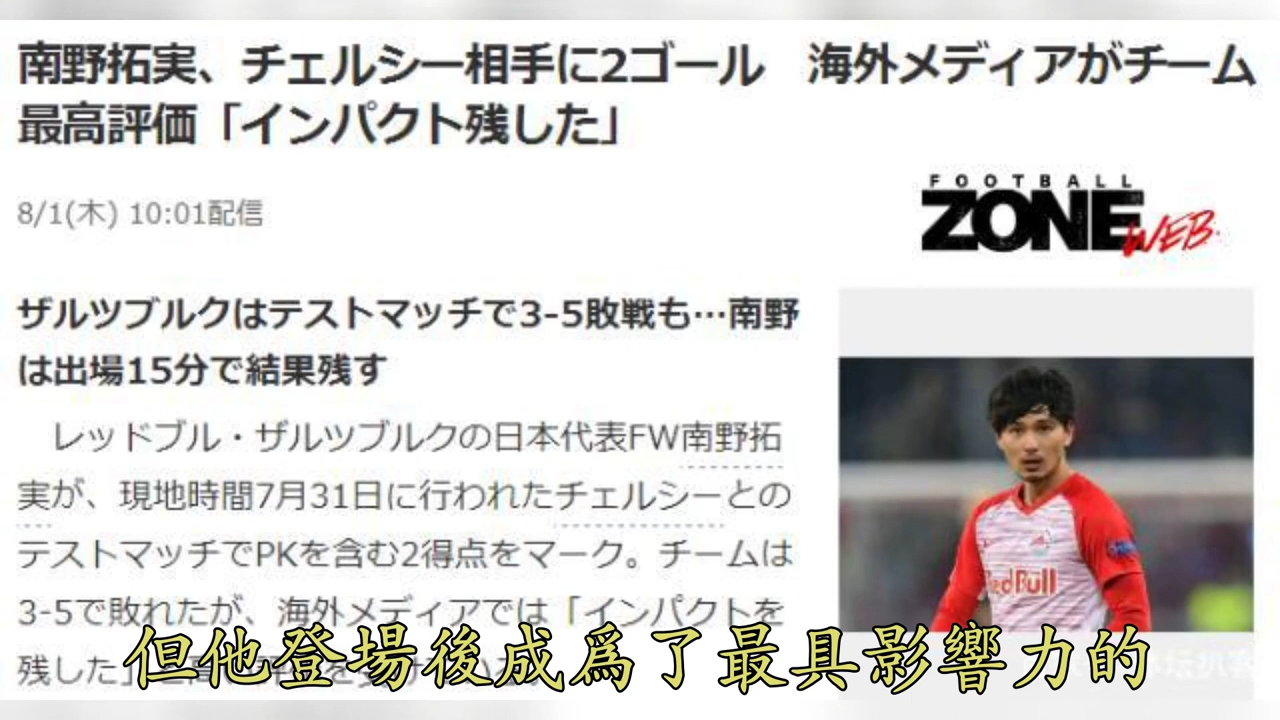 南野拓実、チェルシー相手に2ゴール　海外メディアがチーム
最高評価「インパクト残した」
8/1(木) 10:01配信
FOOTBALL
ZONE
WEB
ザルツブルクはテストマッチで3-5敗戦も…南野
は出場15分で結果残す
レッドブル・ザルツブルクの日本代表FW南野拓
実が、現地時間7月31日に行われたチェルシーとの
テストマッチでPKを含む2得点をマーク。チームは
3-5で敗れたが、海外メディアでは「インパクトを
残した」
RedBull
但他登場後成爲了最具影響力的